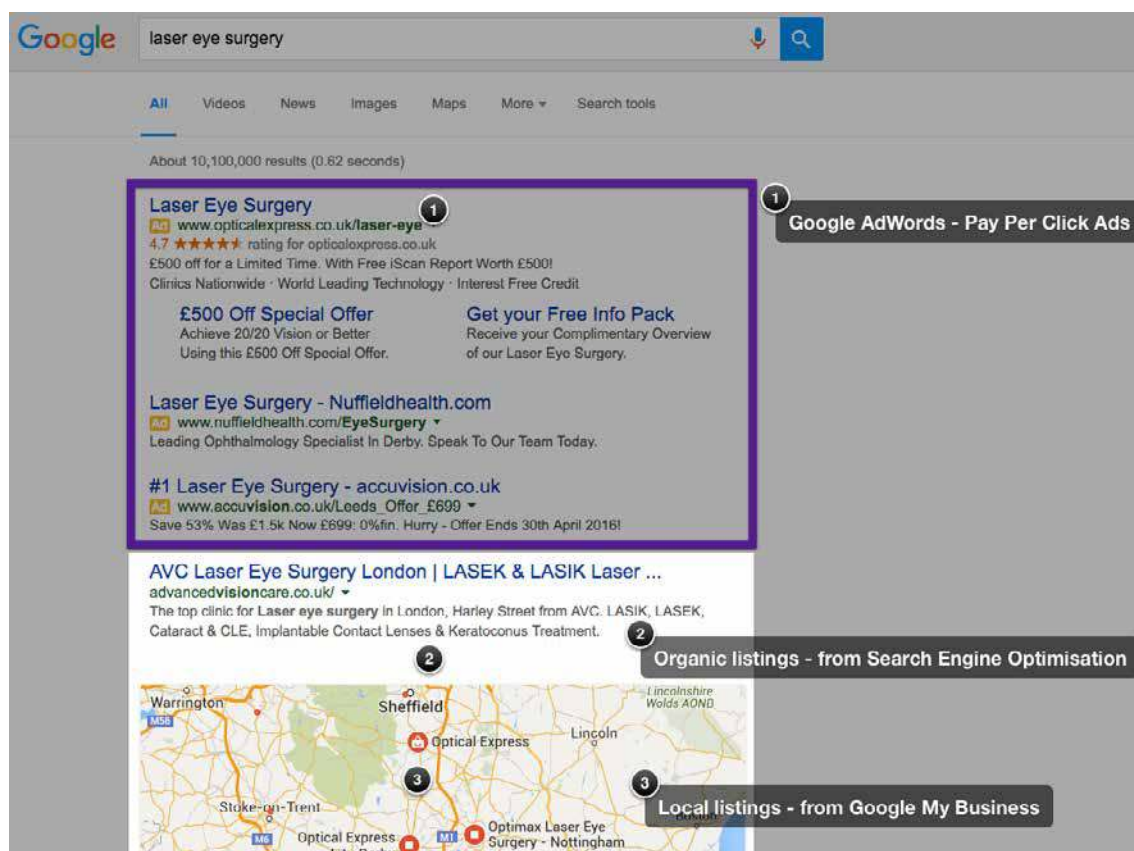 Google
laser eye surgery
All Videos News Images Maps More Search tools
About 10,100,000 results (0.62 seconds)
Laser Eye Surgery
1
Ad www.opticalexpress.co.uk/laser-eye
4.7 ★★★★★ rating for opticalexpress.co.uk
£500 off for a Limited Time. With Free iScan Report Worth £500!
Clinics Nationwide · World Leading Technology · Interest Free Credit
1
Google AdWords - Pay Per Click Ads
£500 Off Special Offer
Achieve 20/20 Vision or Better
Using this £500 Off Special Offer.
Get your Free Info Pack
Receive your Complimentary Overview
of our Laser Eye Surgery.
Laser Eye Surgery - Nuffieldhealth.com
Ad www.nuffieldhealth.com/EyeSurgery
Leading Ophthalmology Specialist In Derby. Speak To Our Team Today.
#1 Laser Eye Surgery - accuvision.co.uk
Ad www.accuvision.co.uk/Leeds_Offer_£699
Save 53% Was £1.5k Now £699: 0%fin. Hurry - Offer Ends 30th April 2016!
AVC Laser Eye Surgery London | LASEK & LASIK Laser ...
advancedvisioncare.co.uk/
The top clinic for Laser eye surgery in London, Harley Street from AVC. LASIK, LASEK,
Cataract & CLE, Implantable Contact Lenses & Keratoconus Treatment.
2
2
Organic listings - from Search Engine Optimisation
Warrington
M56
Sheffield
Lincolnshire
Wolds AONB
Optical Express
Lincoln
3
3
Local listings - from Google My Business
Stoke-on-Trent
Boston
M6
Optical Express
M1
Optimax Laser Eye
Surgery - Nottingham